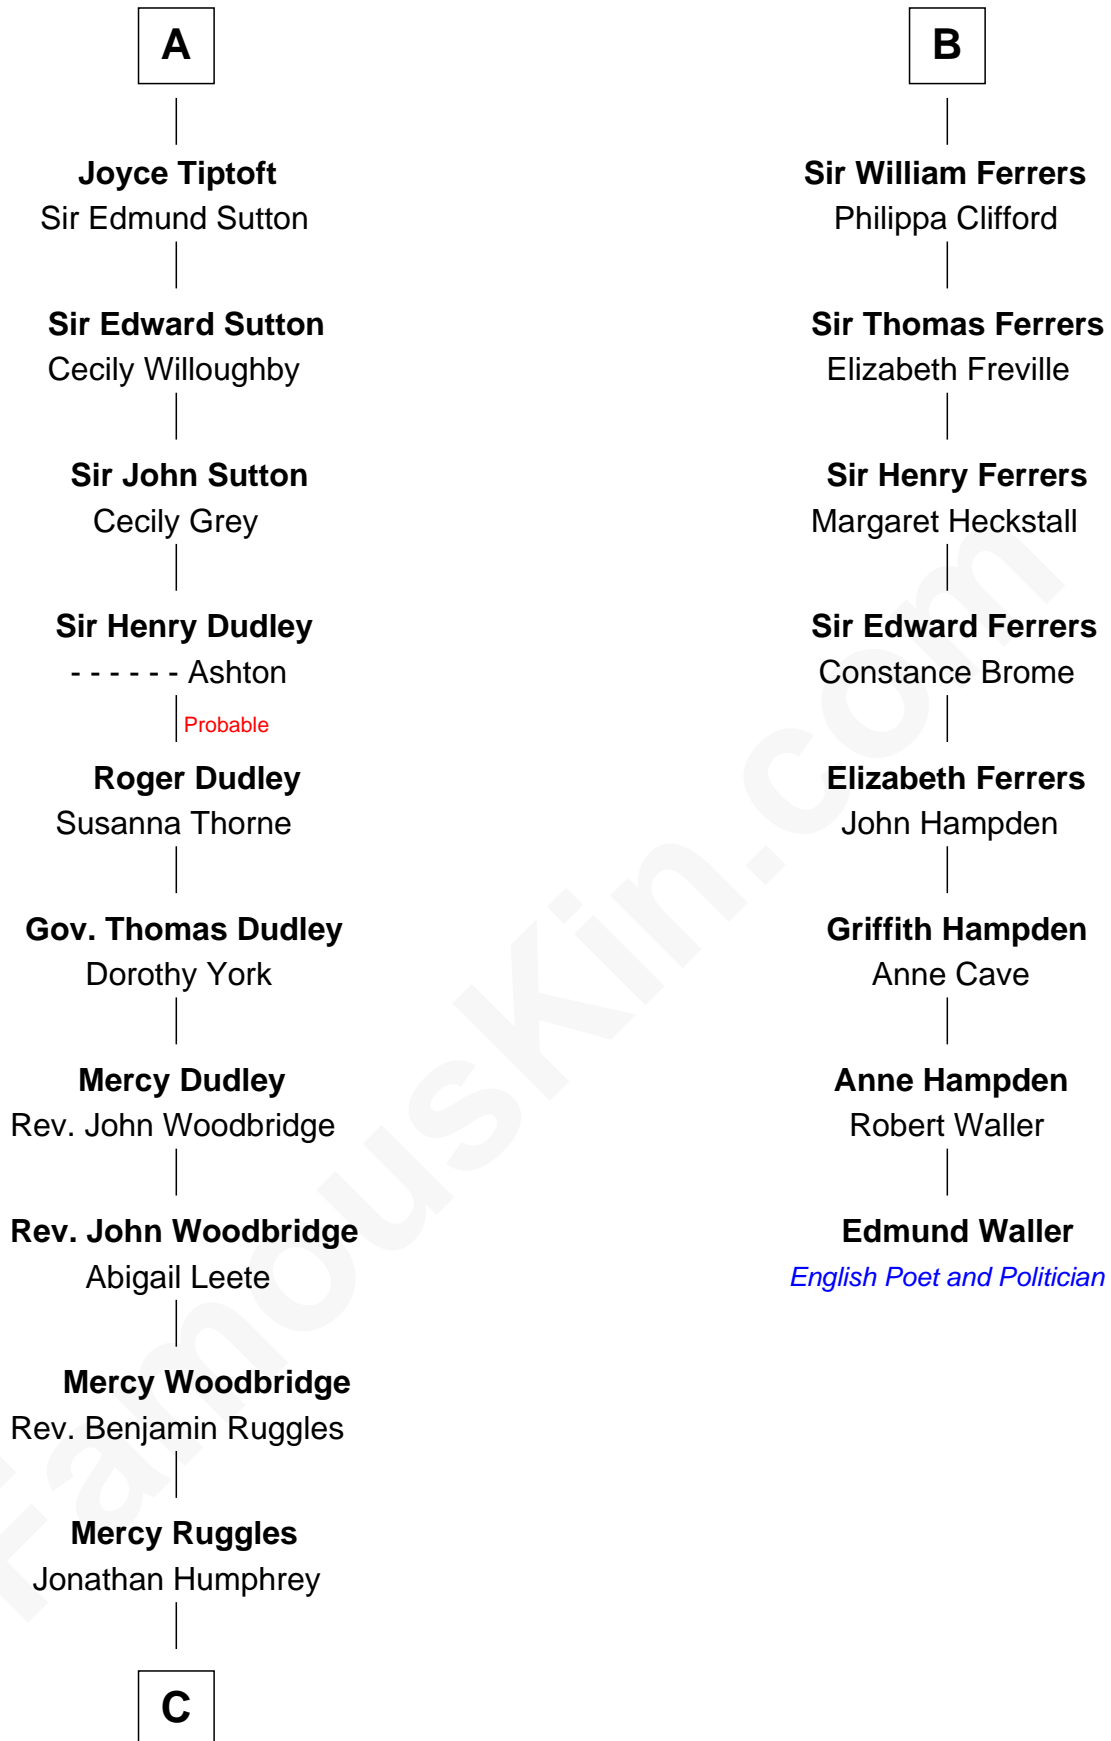 A
Joyce Tiptoft
Sir Edmund Sutton
Sir Edward Sutton
Cecily Willoughby
Sir John Sutton
Cecily Grey
Sir Henry Dudley
- - - - - - Ashton
Probable
Roger Dudley
Susanna Thorne
Gov. Thomas Dudley
Dorothy York
Mercy Dudley
Rev. John Woodbridge
Rev. John Woodbridge
Abigail Leete
Mercy Woodbridge
Rev. Benjamin Ruggles
Mercy Ruggles
Jonathan Humphrey
C
B
Sir William Ferrers
Philippa Clifford
Sir Thomas Ferrers
Elizabeth Freville
Sir Henry Ferrers
Margaret Heckstall
Sir Edward Ferrers
Constance Brome
Elizabeth Ferrers
John Hampden
Griffith Hampden
Anne Cave
Anne Hampden
Robert Waller
Edmund Waller
English Poet and Politician
FamousKin.com